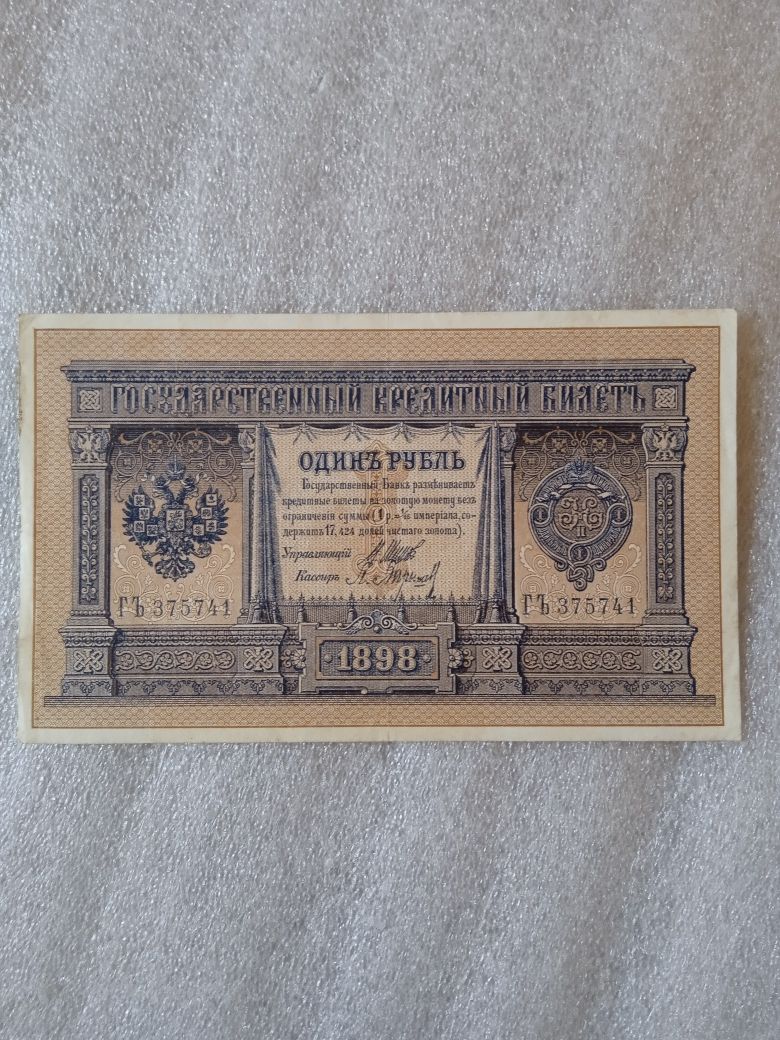 ГОСУДАРСТВЕННЫЙ КРЕДИТНЫЙ БИЛЕТЪ
ОДИНЪ РУБЛЬ
Государственный Банкъ размѣниваетъ
кредитные билеты на золотую монету безъ
ограниченія суммы (1 р.=1/15 имперіала, со-
держитъ 17,424 долей чистаго золота).
Управляющій
Кассиръ
ГЪ 375741
ГЪ 375741
1898